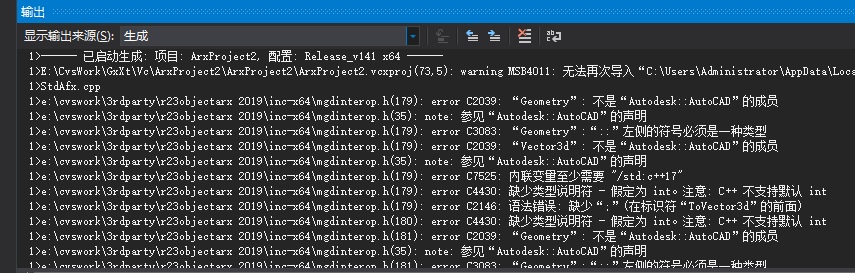 输出
显示输出来源(S): 生成
1>—— 已启动生成: 项目: ArxProject2, 配置: Release_v141 x64 ——
1>E:\CvsWork\GxXt\Vc\ArxProject2\ArxProject2\ArxProject2.vcxproj(73,5): warning MSB4011: 无法再次导入“C:\Users\Administrator\AppData\Loca
1>StdAfx.cpp
1>e:\cvswork\3rdparty\r23objectarx 2019\inc-x64\mgdinterop.h(179): error C2039: “Geometry”: 不是“Autodesk::AutoCAD”的成员
1>e:\cvswork\3rdparty\r23objectarx 2019\inc-x64\mgdinterop.h(35): note: 参见“Autodesk::AutoCAD”的声明
1>e:\cvswork\3rdparty\r23objectarx 2019\inc-x64\mgdinterop.h(179): error C3083: “Geometry”:“::”左侧的符号必须是一种类型
1>e:\cvswork\3rdparty\r23objectarx 2019\inc-x64\mgdinterop.h(179): error C2039: “Vector3d”: 不是“Autodesk::AutoCAD”的成员
1>e:\cvswork\3rdparty\r23objectarx 2019\inc-x64\mgdinterop.h(35): note: 参见“Autodesk::AutoCAD”的声明
1>e:\cvswork\3rdparty\r23objectarx 2019\inc-x64\mgdinterop.h(179): error C7525: 内联变量至少需要 "/std:c++17"
1>e:\cvswork\3rdparty\r23objectarx 2019\inc-x64\mgdinterop.h(179): error C4430: 缺少类型说明符 - 假定为 int。注意: C++ 不支持默认 int
1>e:\cvswork\3rdparty\r23objectarx 2019\inc-x64\mgdinterop.h(179): error C2146: 语法错误: 缺少“;”(在标识符“ToVector3d”的前面)
1>e:\cvswork\3rdparty\r23objectarx 2019\inc-x64\mgdinterop.h(180): error C4430: 缺少类型说明符 - 假定为 int。注意: C++ 不支持默认 int
1>e:\cvswork\3rdparty\r23objectarx 2019\inc-x64\mgdinterop.h(181): error C2039: “Geometry”: 不是“Autodesk::AutoCAD”的成员
1>e:\cvswork\3rdparty\r23objectarx 2019\inc-x64\mgdinterop.h(35): note: 参见“Autodesk::AutoCAD”的声明
1>e:\cvswork\3rdparty\r23objectarx 2019\inc-x64\mgdinterop.h(181): error C3083: “Geometry”:“::”左侧的符号必须是一种类型